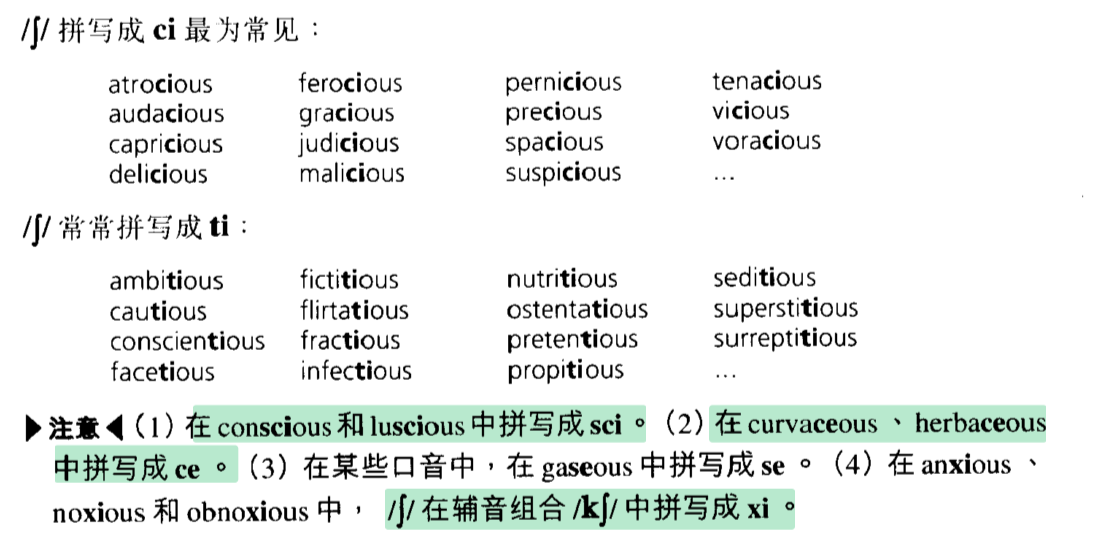 /ʃ/ 拼写成 ci 最为常见：
atrocious ferocious pernicious tenacious
audacious gracious precious vicious
capricious judicious spacious voracious
delicious malicious suspicious …
/ʃ/ 常常拼写成 ti：
ambitious fictitious nutritious seditious
cautious flirtatious ostentatious superstitious
conscientious fractious pretentious surreptitious
facetious infectious propitious …
▶注意◀（1）在 conscious 和 luscious 中拼写成 sci。（2）在 curvaceous、herbaceous
中拼写成 ce。（3）在某些口音中，在 gaseous 中拼写成 se。（4）在 anxious、
noxious 和 obnoxious 中，/ʃ/ 在辅音组合 /kʃ/ 中拼写成 xi。